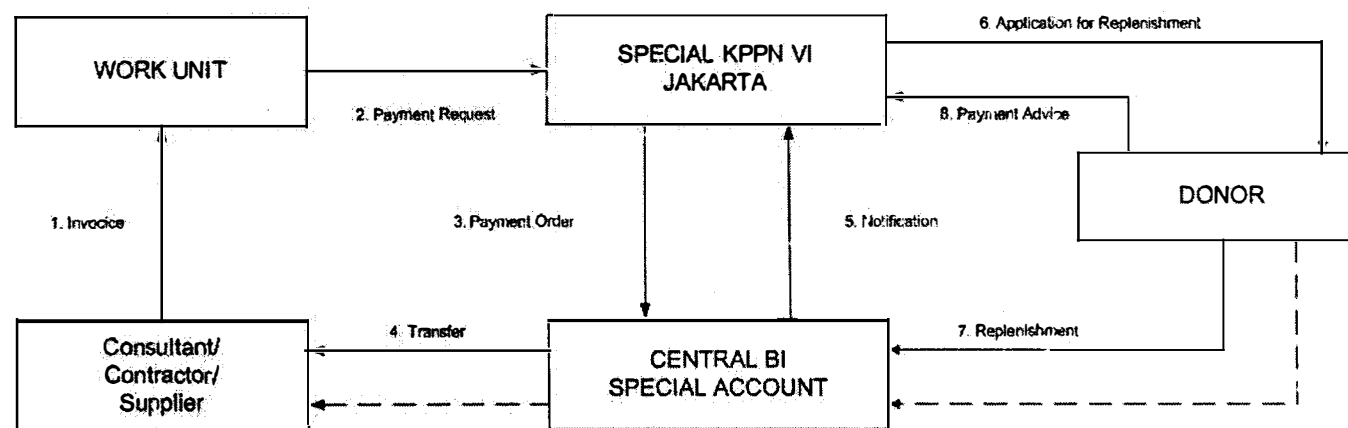 6. Application for Replenishment
WORK UNIT
SPECIAL KPPN VI
JAKARTA
2. Payment Request
8. Payment Advice
DONOR
1. Invocice
3. Payment Order
5. Notification
4. Transfer
7. Replenishment
Consultant/
Contractor/
Supplier
CENTRAL BI
SPECIAL ACCOUNT